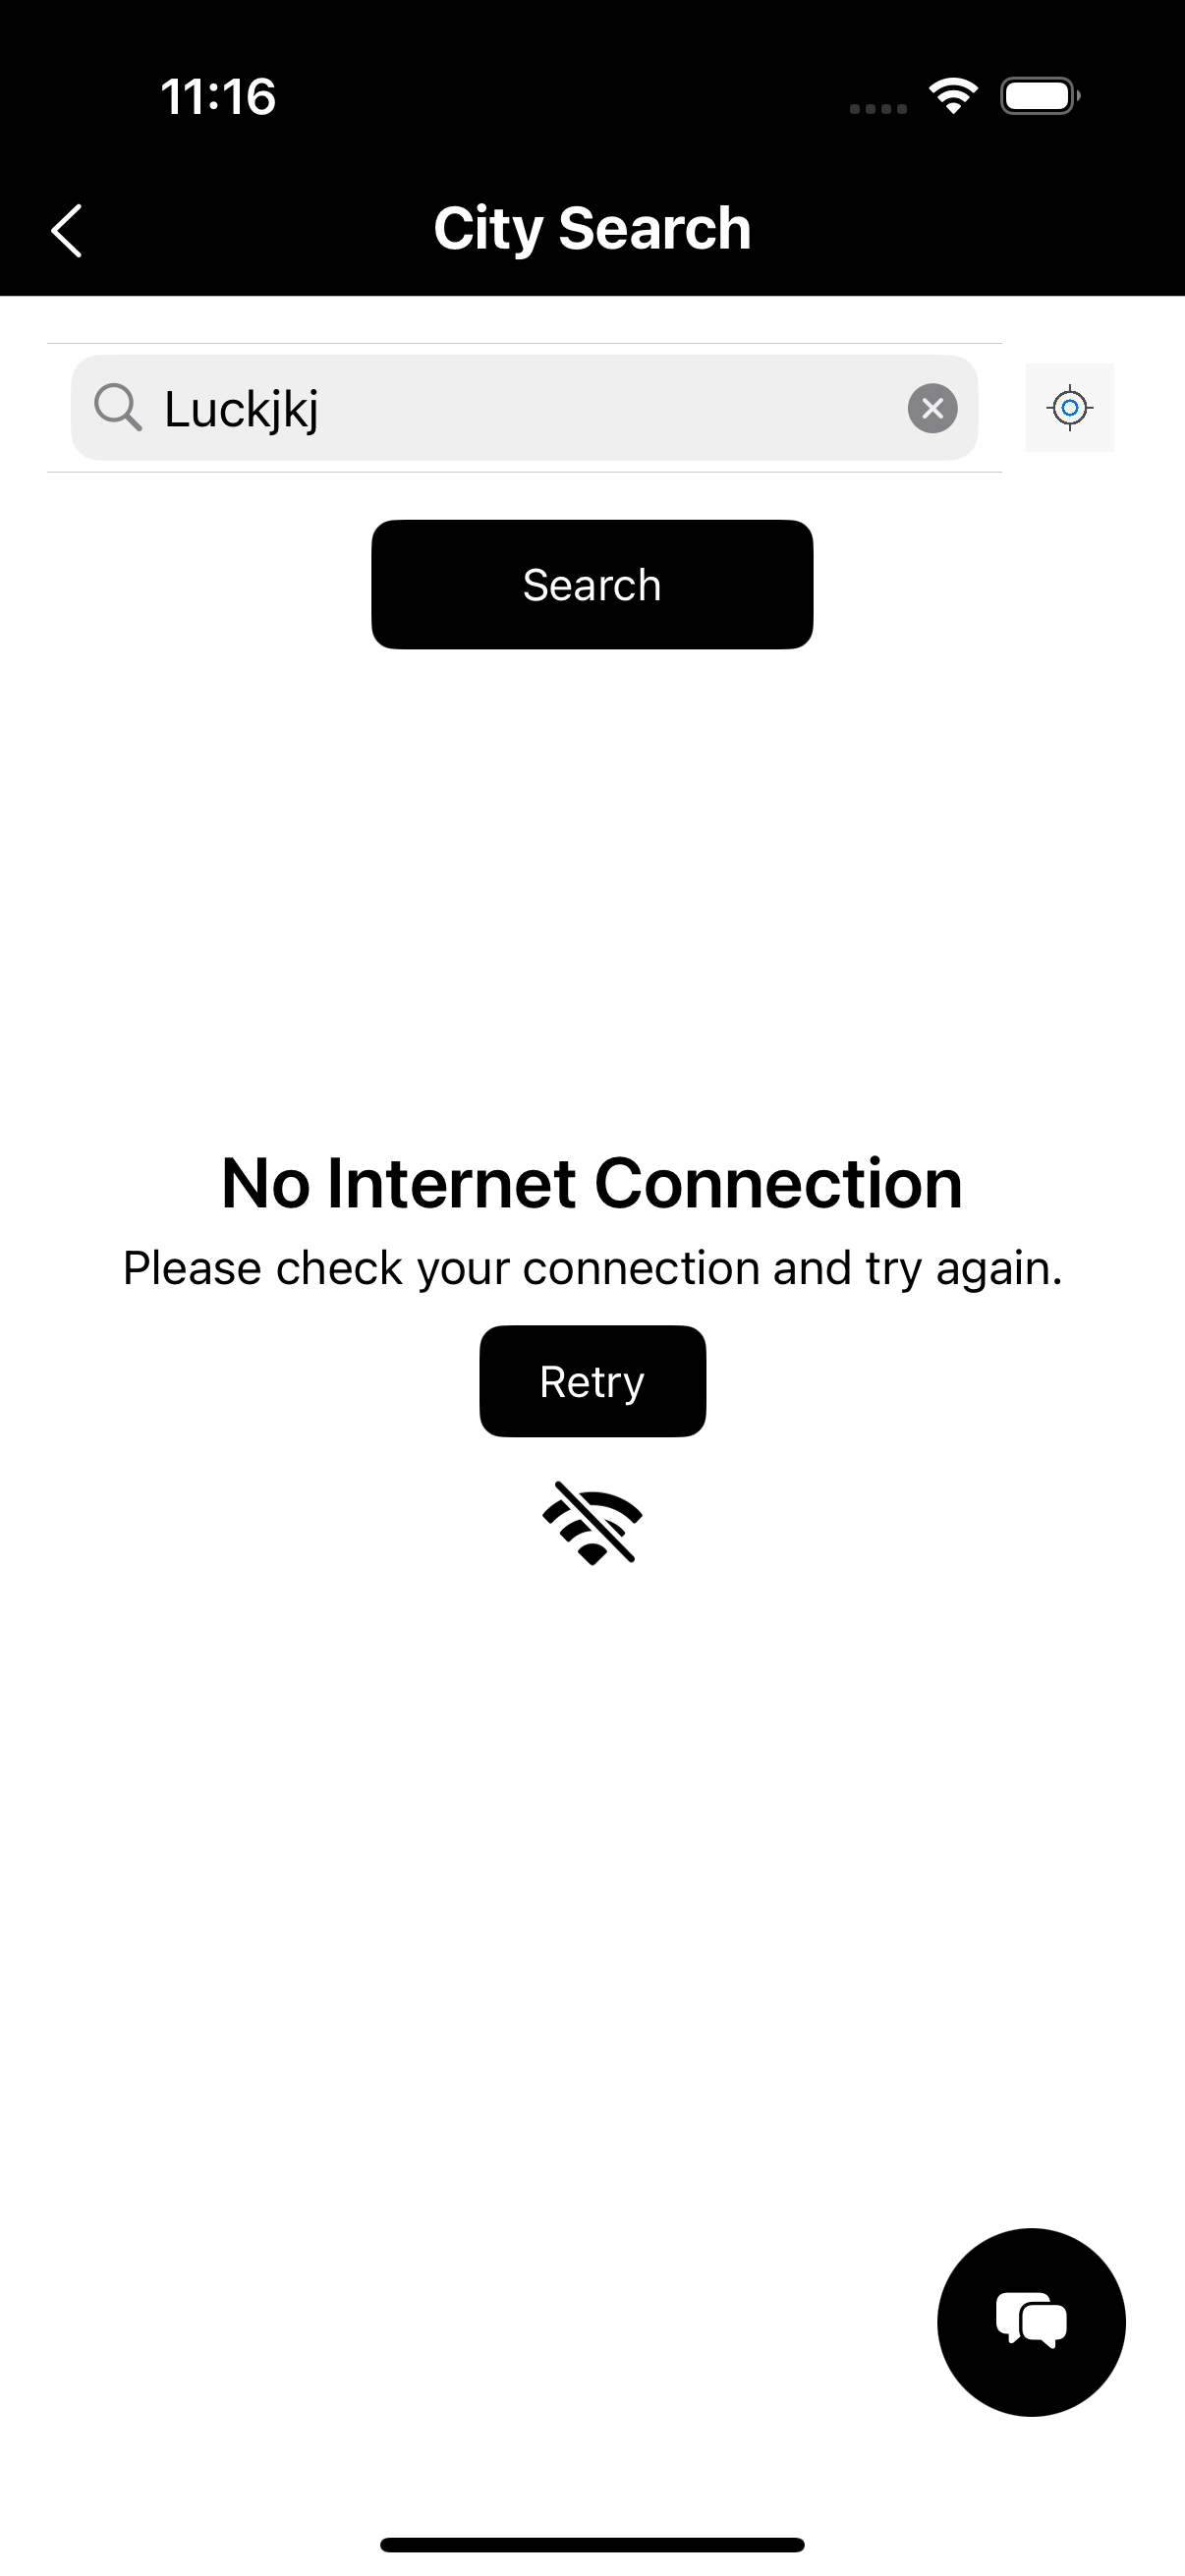 11:16
City Search
Luckjkj
Search
No Internet Connection
Please check your connection and try again.
Retry